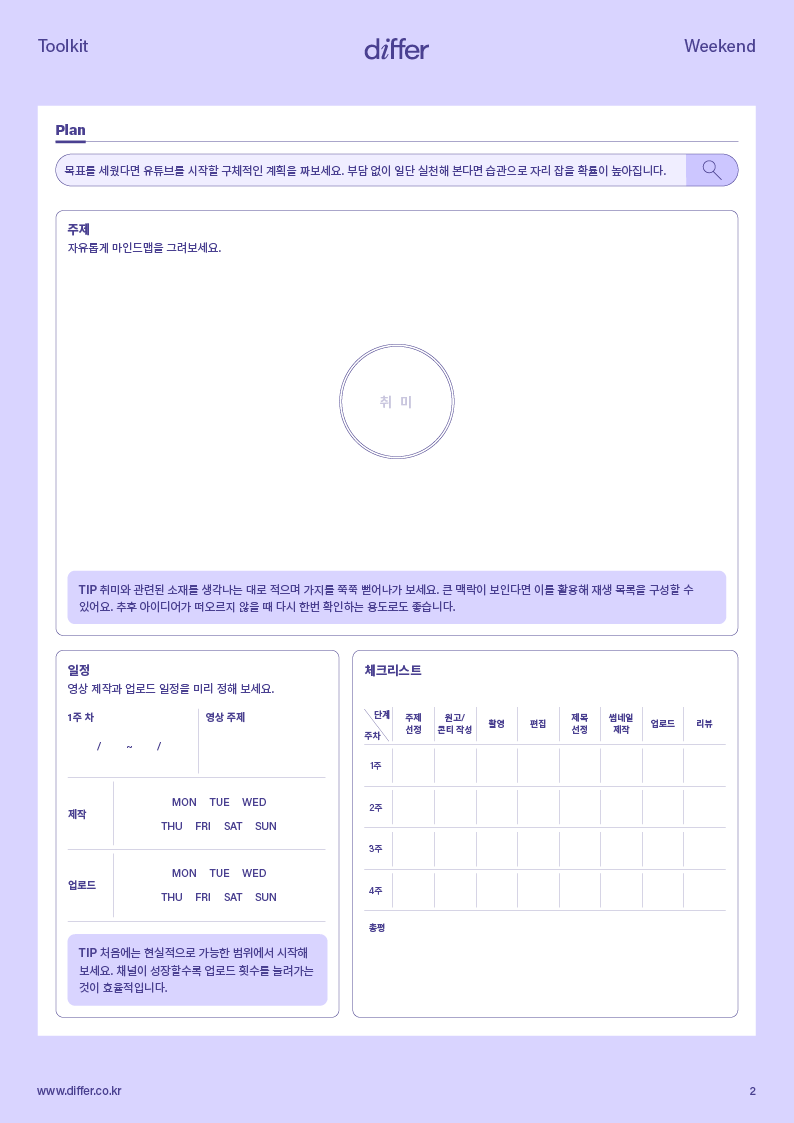 Toolkit
differ
Weekend
Plan
목표를 세웠다면 유튜브를 시작할 구체적인 계획을 짜보세요. 부담 없이 일단 실천해 본다면 습관으로 자리 잡을 확률이 높아집니다.
주제
자유롭게 마인드맵을 그려보세요.
취 미
TIP 취미와 관련된 소재를 생각나는 대로 적으며 가지를 쭉쭉 뻗어나가 보세요. 큰 맥락이 보인다면 이를 활용해 재생 목록을 구성할 수
있어요. 추후 아이디어가 떠오르지 않을 때 다시 한번 확인하는 용도로도 좋습니다.
일정
영상 제작과 업로드 일정을 미리 정해 보세요.
1주 차
영상 주제
/ ~ /
제작
MON TUE WED
THU FRI SAT SUN
업로드
MON TUE WED
THU FRI SAT SUN
TIP 처음에는 현실적으로 가능한 범위에서 시작해
보세요. 채널이 성장할수록 업로드 횟수를 늘려가는
것이 효율적입니다.
체크리스트
단계
주차
주제
선정
원고/
콘티 작성
촬영
편집
제목
선정
썸네일
제작
업로드
리뷰
1주
2주
3주
4주
총평
www.differ.co.kr
2